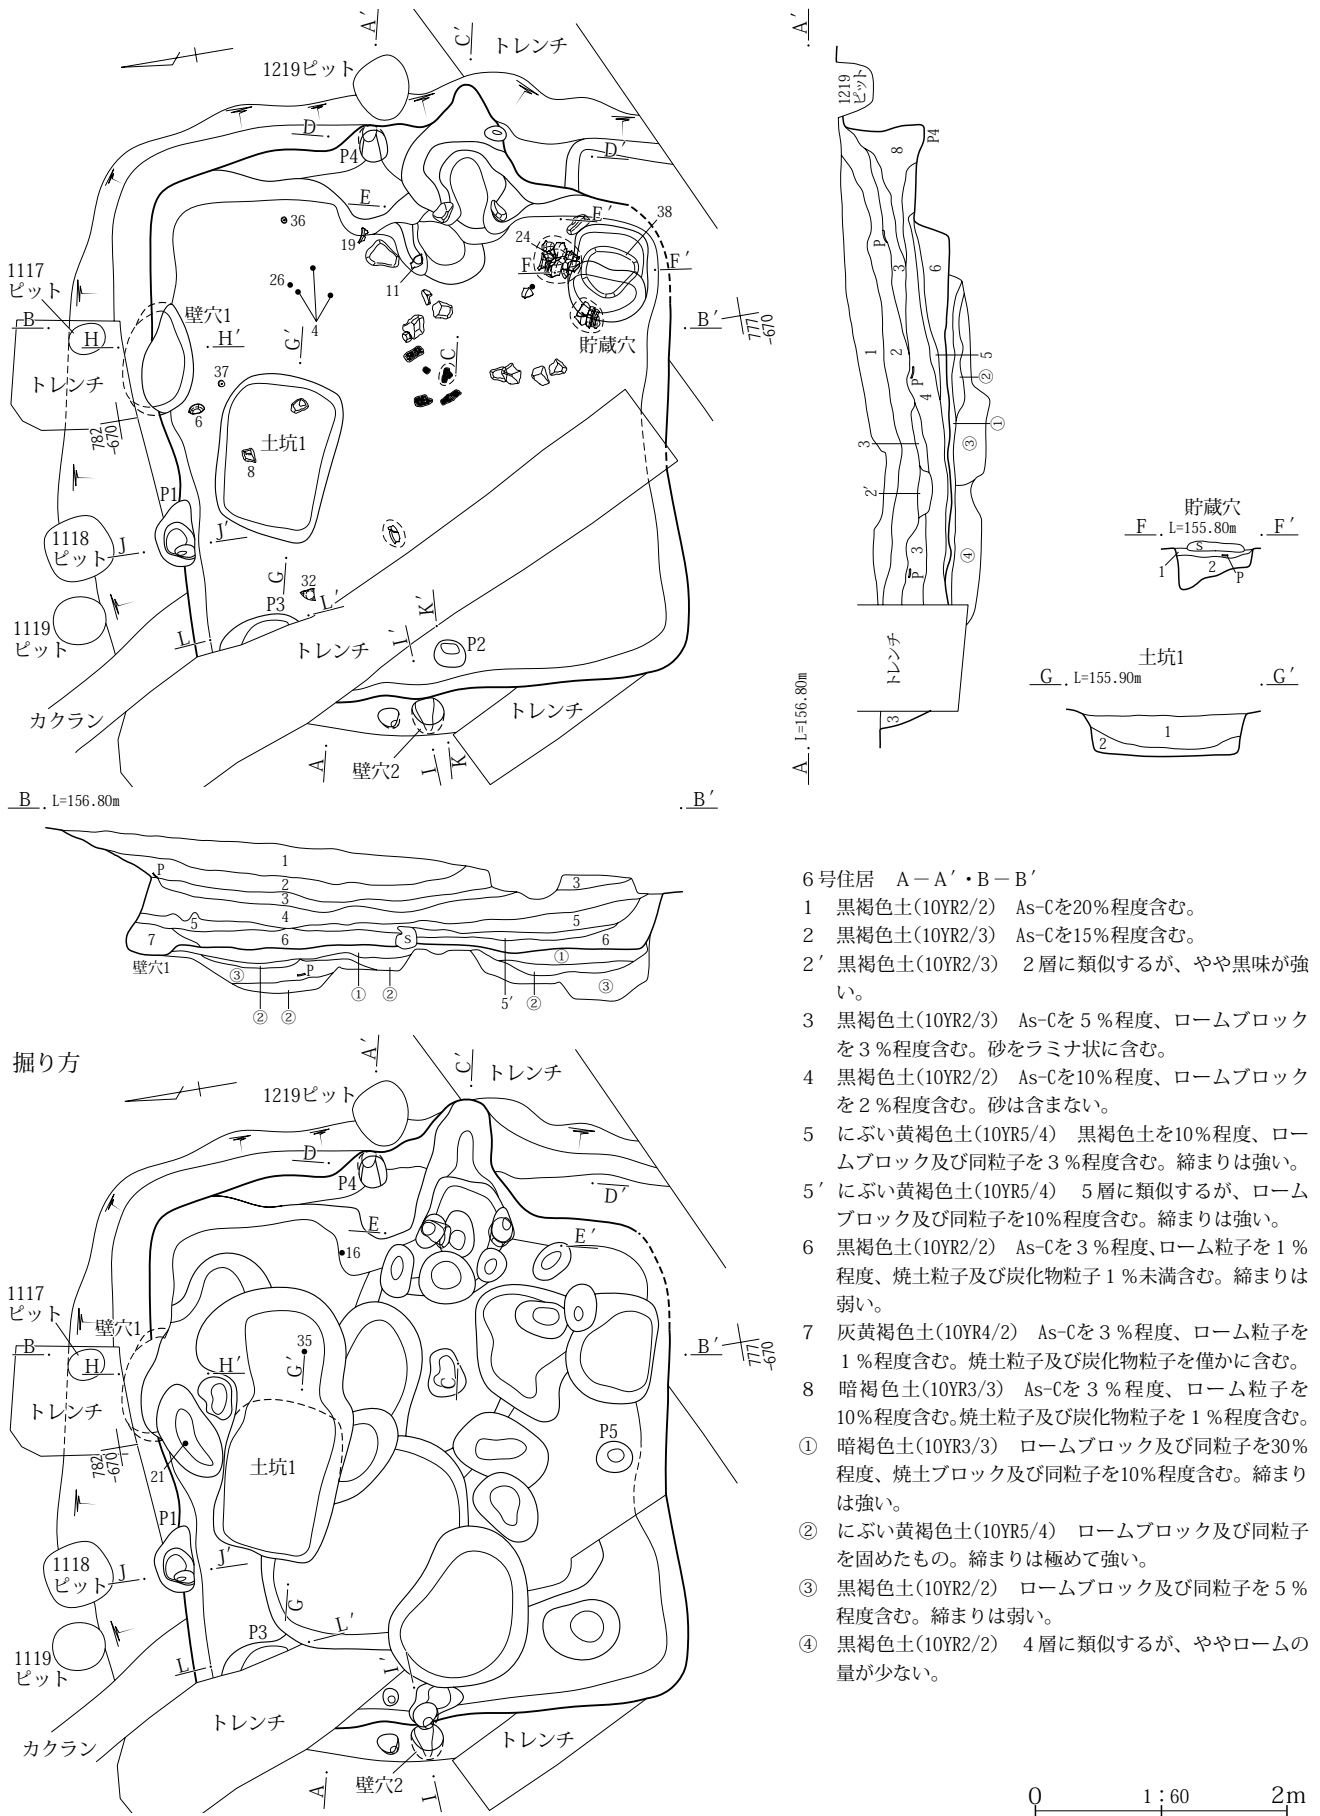 A′
C′
トレンチ
1219ピット
D
D′
P4
E
E′
36
38
19
24
F
F′
11
26
4
1117
ピット
壁穴1
B
H
H′
G′
C
B′
777
-670
貯蔵穴
トレンチ
37
6
782
-670
土坑1
8
P1
1118
ピット
J
J′
G
32
P3
L′
K′
1119
ピット
L
トレンチ
I′
P2
カクラン
トレンチ
A
壁穴2
I
K
A′
1219
ピット
P4
8
P
3
6
1
2
5
②
P
4
①
3
③
2′
3
P
④
トレンチ
3
A L=156.80m
貯蔵穴
F L=155.80m F′
S
1
2
P
土坑1
G L=155.90m G′
1
2
B L=156.80m
B′
1
P
2
3
3
4
5
5
7
6
S
6
壁穴1
③
P
①
③
②
②
①
②
5′
②
掘り方
A′
C′
トレンチ
1219ピット
D
D′
P4
E
E′
16
1117
ピット
壁穴1
B
H
H′
35
G′
C
B′
777
-670
トレンチ
782
-670
21
土坑1
P5
P1
1118
ピット
J
J′
G
P3
L′
1119
ピット
L
I′
トレンチ
カクラン
トレンチ
A
壁穴2
I
6号住居 A－A′・B－B′
1 黒褐色土(10YR2/2) As-Cを20％程度含む。
2 黒褐色土(10YR2/3) As-Cを15％程度含む。
2′ 黒褐色土(10YR2/3) 2層に類似するが、やや黒味が強
い。
3 黒褐色土(10YR2/3) As-Cを5％程度、ロームブロック
を3％程度含む。砂をラミナ状に含む。
4 黒褐色土(10YR2/2) As-Cを10％程度、ロームブロック
を2％程度含む。砂は含まない。
5 にぶい黄褐色土(10YR5/4) 黒褐色土を10％程度、ロー
ムブロック及び同粒子を3％程度含む。締まりは強い。
5′ にぶい黄褐色土(10YR5/4) 5層に類似するが、ローム
ブロック及び同粒子を10％程度含む。締まりは強い。
6 黒褐色土(10YR2/2) As-Cを3％程度、ローム粒子を1％
程度、焼土粒子及び炭化物粒子1％未満含む。締まりは
弱い。
7 灰黄褐色土(10YR4/2) As-Cを3％程度、ローム粒子を
1％程度含む。焼土粒子及び炭化物粒子を僅かに含む。
8 暗褐色土(10YR3/3) As-Cを3％程度、ローム粒子を
10％程度含む。焼土粒子及び炭化物粒子を1％程度含む。
① 暗褐色土(10YR3/3) ロームブロック及び同粒子を30％
程度、焼土ブロック及び同粒子を10％程度含む。締まり
は強い。
② にぶい黄褐色土(10YR5/4) ロームブロック及び同粒子
を固めたもの。締まりは極めて強い。
③ 黒褐色土(10YR2/2) ロームブロック及び同粒子を5％
程度含む。締まりは弱い。
④ 黒褐色土(10YR2/2) 4層に類似するが、ややロームの
量が少ない。
0 1：60 2m